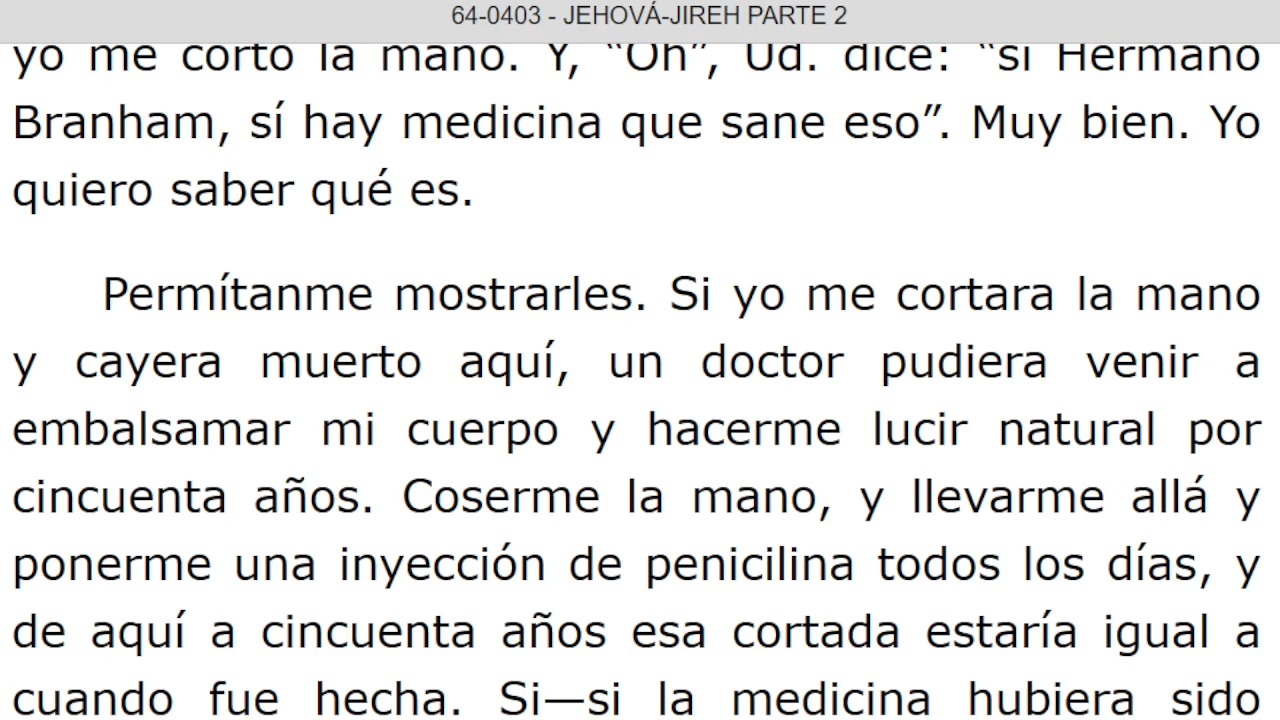 64-0403 - JEHOVÁ-JIREH PARTE 2
yo me corto la mano. Y, “Oh”, Ud. dice: “si Hermano
Branham, sí hay medicina que sane eso”. Muy bien. Yo
quiero saber qué es.
Permítanme mostrarles. Si yo me cortara la mano
y cayera muerto aquí, un doctor pudiera venir a
embalsamar mi cuerpo y hacerme lucir natural por
cincuenta años. Coserme la mano, y llevarme allá y
ponerme una inyección de penicilina todos los días, y
de aquí a cincuenta años esa cortada estaría igual a
cuando fue hecha. Si—si la medicina hubiera sido